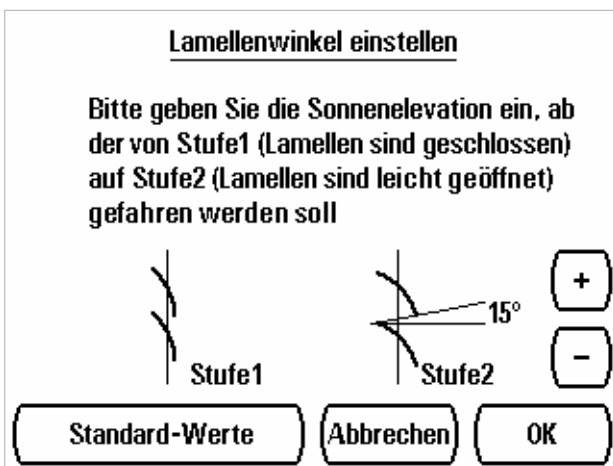 Lamellenwinkel einstellen
Bitte geben Sie die Sonnenelevation ein, ab
der von Stufe1 (Lamellen sind geschlossen)
auf Stufe2 (Lamellen sind leicht geöffnet)
gefahren werden soll
+
15°
−
Stufe1
Stufe2
Standard-Werte
Abbrechen
OK